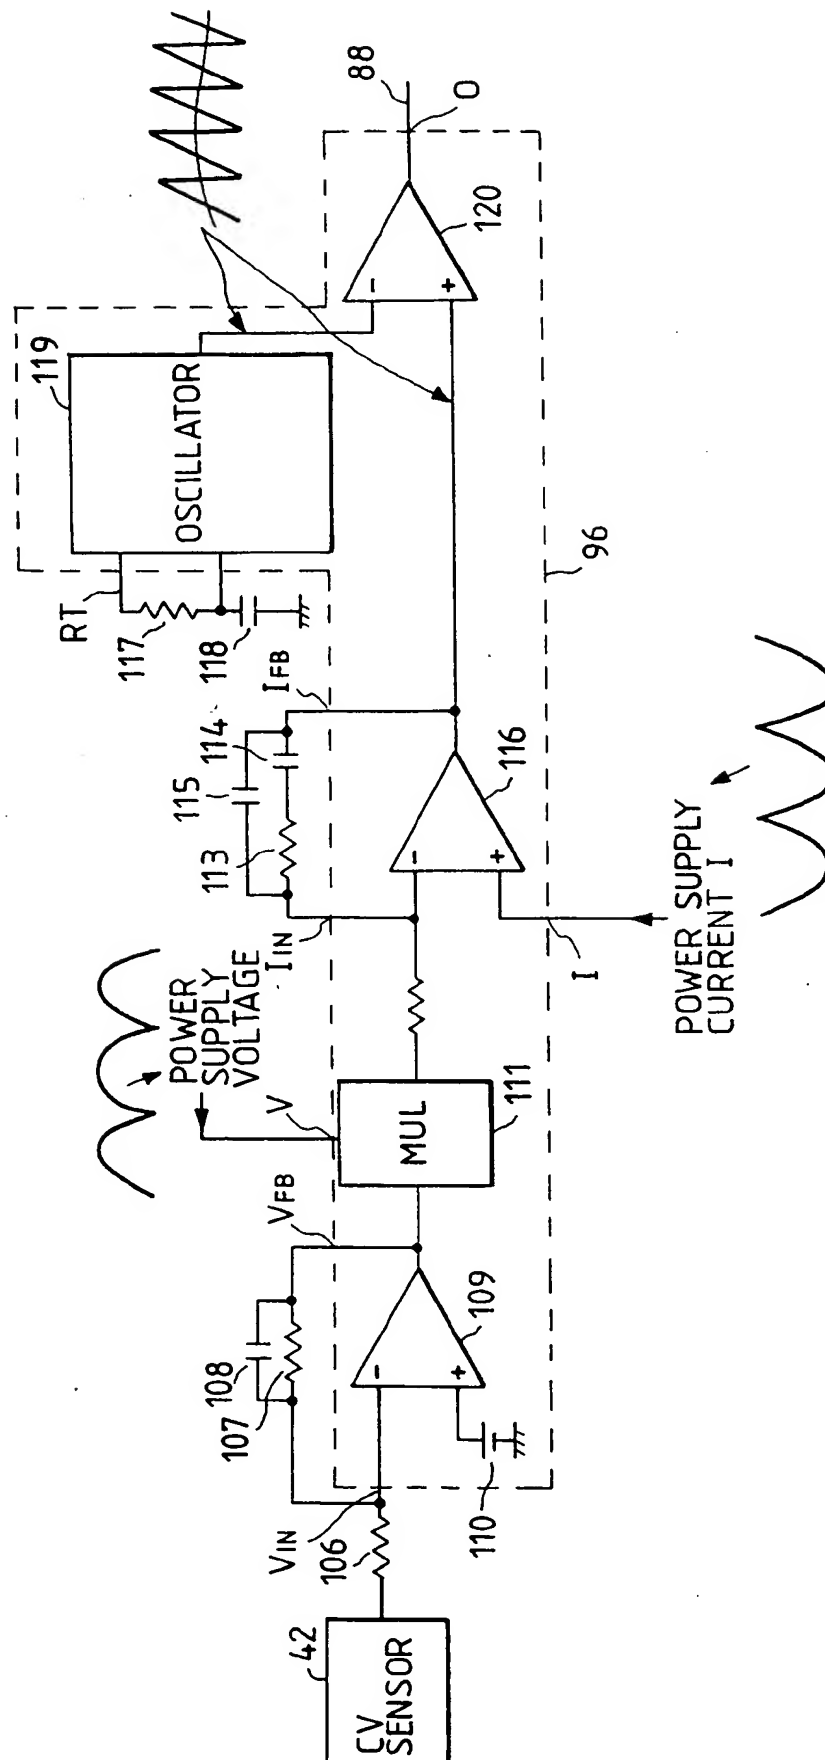 42
CV
SENSOR
VIN
106
107
108
110
109
-
+
VFB
V
POWER
SUPPLY
VOLTAGE
MUL
111
IIN
113
115
114
IFB
116
-
+
I
POWER SUPPLY
CURRENT I
96
RT
117
118
OSCILLATOR
119
-
+
120
O
88